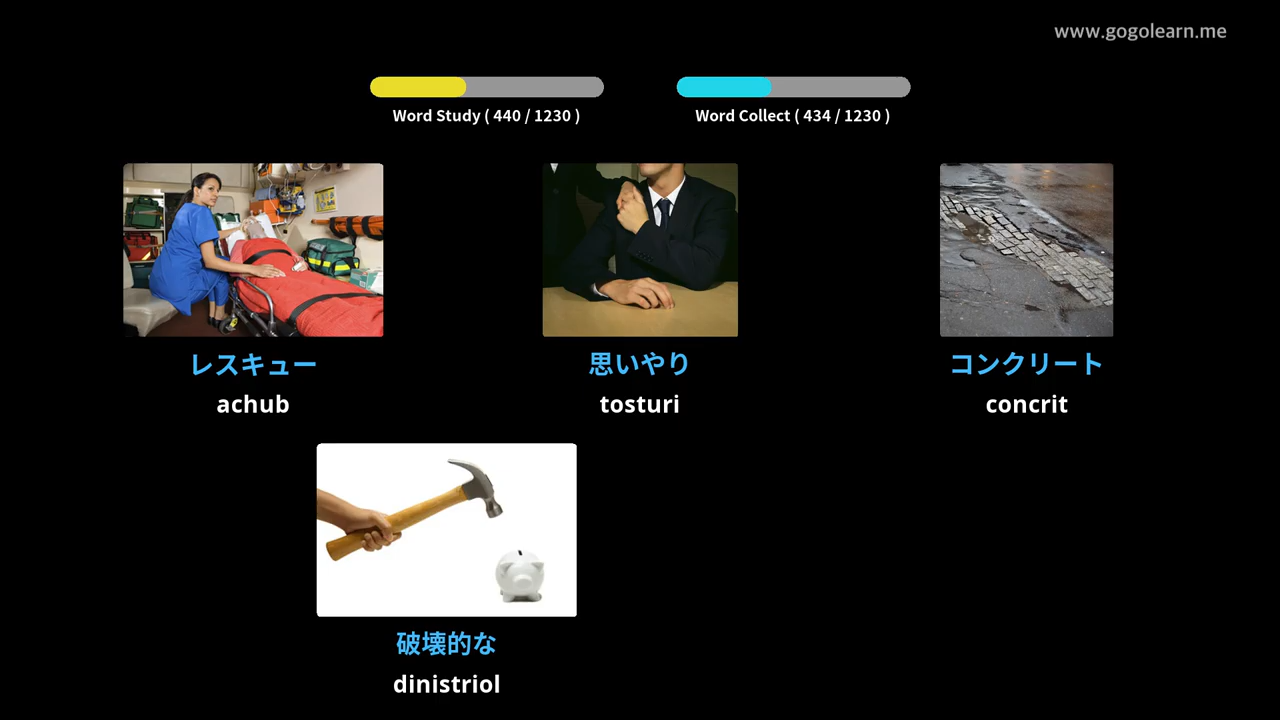 www.gogolearn.me
Word Study ( 440 / 1230 )
Word Collect ( 434 / 1230 )
レスキュー
achub
思いやり
tosturi
コンクリート
concrit
破壊的な
dinistriol